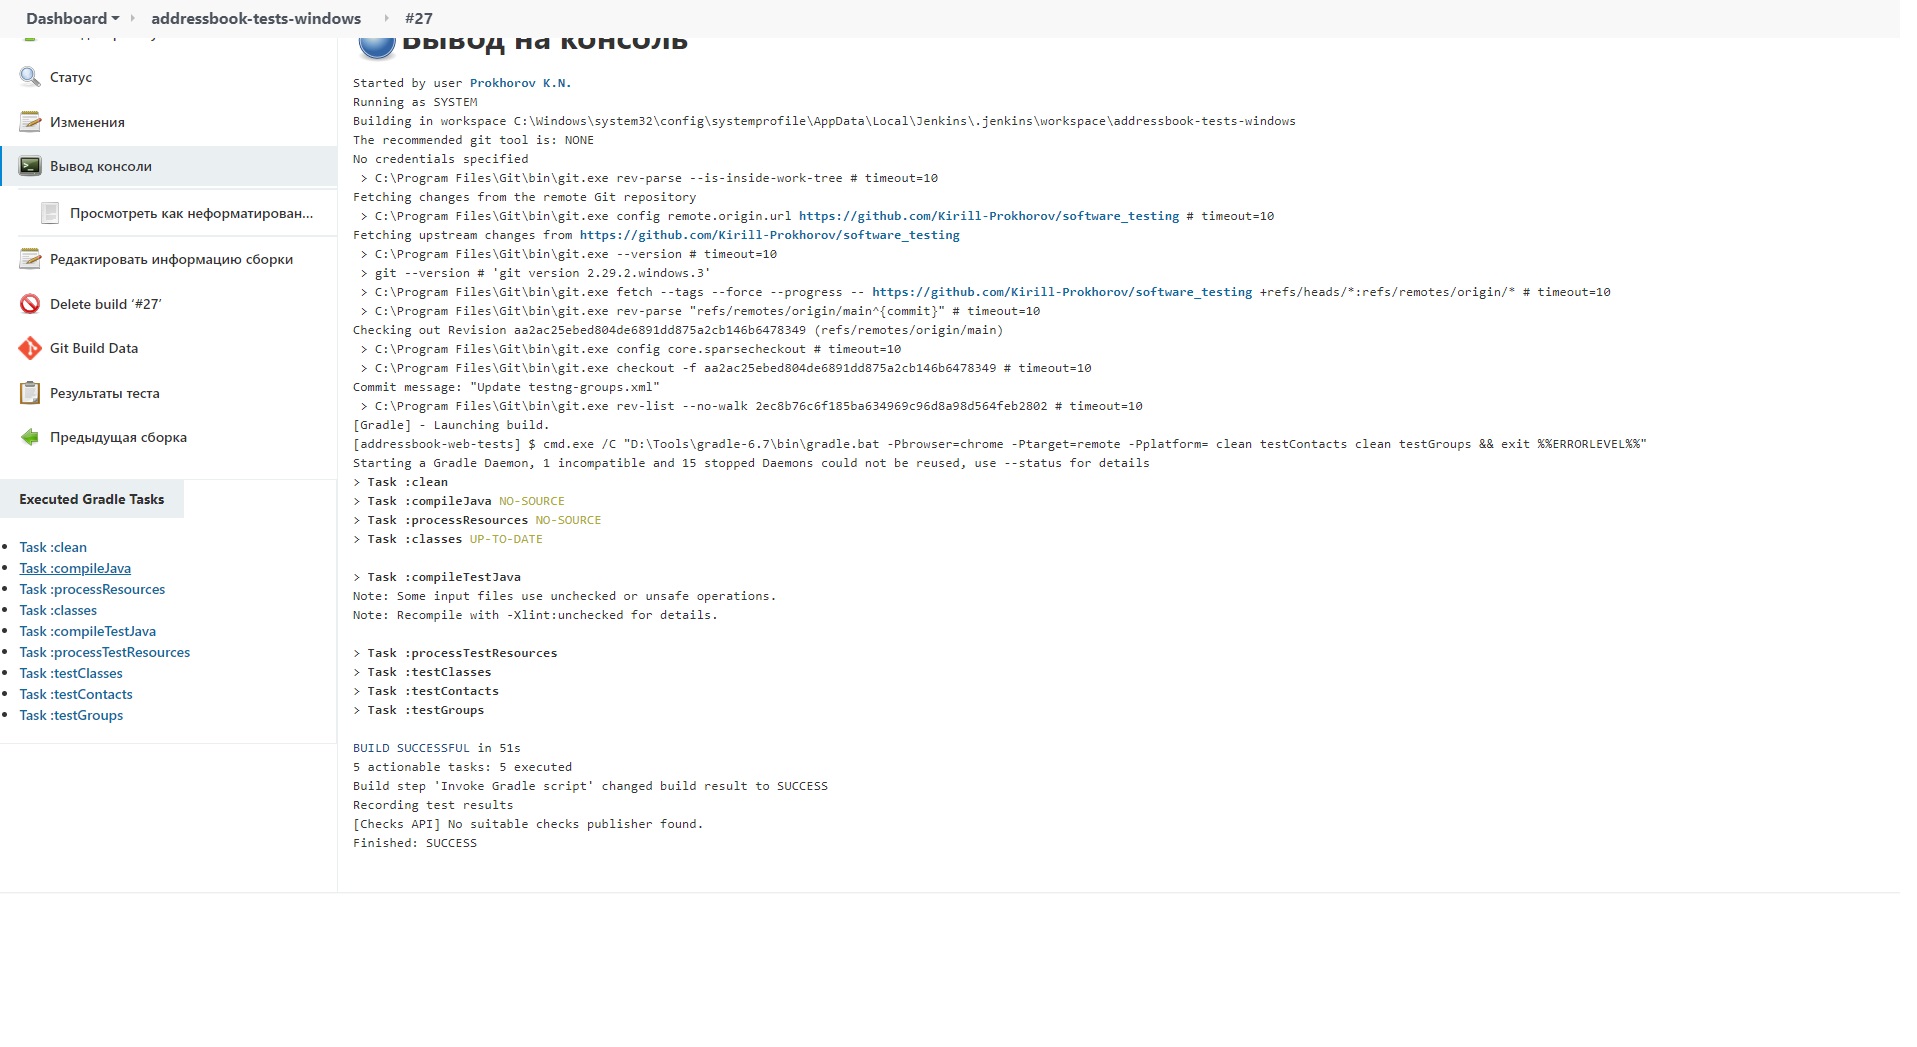 Dashboard addressbook-tests-windows #27
Вывод на консоль
Статус
Изменения
Вывод консоли
Просмотреть как неформатирован...
Редактировать информацию сборки
Delete build ‘#27’
Git Build Data
Результаты теста
Предыдущая сборка
Executed Gradle Tasks
Task :clean
Task :compileJava
Task :processResources
Task :classes
Task :compileTestJava
Task :processTestResources
Task :testClasses
Task :testContacts
Task :testGroups
Started by user Prokhorov K.N.
Running as SYSTEM
Building in workspace C:\Windows\system32\config\systemprofile\AppData\Local\Jenkins\.jenkins\workspace\addressbook-tests-windows
The recommended git tool is: NONE
No credentials specified
> C:\Program Files\Git\bin\git.exe rev-parse --is-inside-work-tree # timeout=10
Fetching changes from the remote Git repository
> C:\Program Files\Git\bin\git.exe config remote.origin.url https://github.com/Kirill-Prokhorov/software_testing # timeout=10
Fetching upstream changes from https://github.com/Kirill-Prokhorov/software_testing
> C:\Program Files\Git\bin\git.exe --version # timeout=10
> git --version # 'git version 2.29.2.windows.3'
> C:\Program Files\Git\bin\git.exe fetch --tags --force --progress -- https://github.com/Kirill-Prokhorov/software_testing +refs/heads/*:refs/remotes/origin/* # timeout=10
> C:\Program Files\Git\bin\git.exe rev-parse "refs/remotes/origin/main^{commit}" # timeout=10
Checking out Revision aa2ac25ebed804de6891dd875a2cb146b6478349 (refs/remotes/origin/main)
> C:\Program Files\Git\bin\git.exe config core.sparsecheckout # timeout=10
> C:\Program Files\Git\bin\git.exe checkout -f aa2ac25ebed804de6891dd875a2cb146b6478349 # timeout=10
Commit message: "Update testng-groups.xml"
> C:\Program Files\Git\bin\git.exe rev-list --no-walk 2ec8b76c6f185ba634969c96d8a98d564feb2802 # timeout=10
[Gradle] - Launching build.
[addressbook-web-tests] $ cmd.exe /C "D:\Tools\gradle-6.7\bin\gradle.bat -Pbrowser=chrome -Ptarget=remote -Pplatform= clean testContacts clean testGroups && exit %%ERRORLEVEL%%"
Starting a Gradle Daemon, 1 incompatible and 15 stopped Daemons could not be reused, use --status for details
> Task :clean
> Task :compileJava NO-SOURCE
> Task :processResources NO-SOURCE
> Task :classes UP-TO-DATE
> Task :compileTestJava
Note: Some input files use unchecked or unsafe operations.
Note: Recompile with -Xlint:unchecked for details.
> Task :processTestResources
> Task :testClasses
> Task :testContacts
> Task :testGroups
BUILD SUCCESSFUL in 51s
5 actionable tasks: 5 executed
Build step 'Invoke Gradle script' changed build result to SUCCESS
Recording test results
[Checks API] No suitable checks publisher found.
Finished: SUCCESS